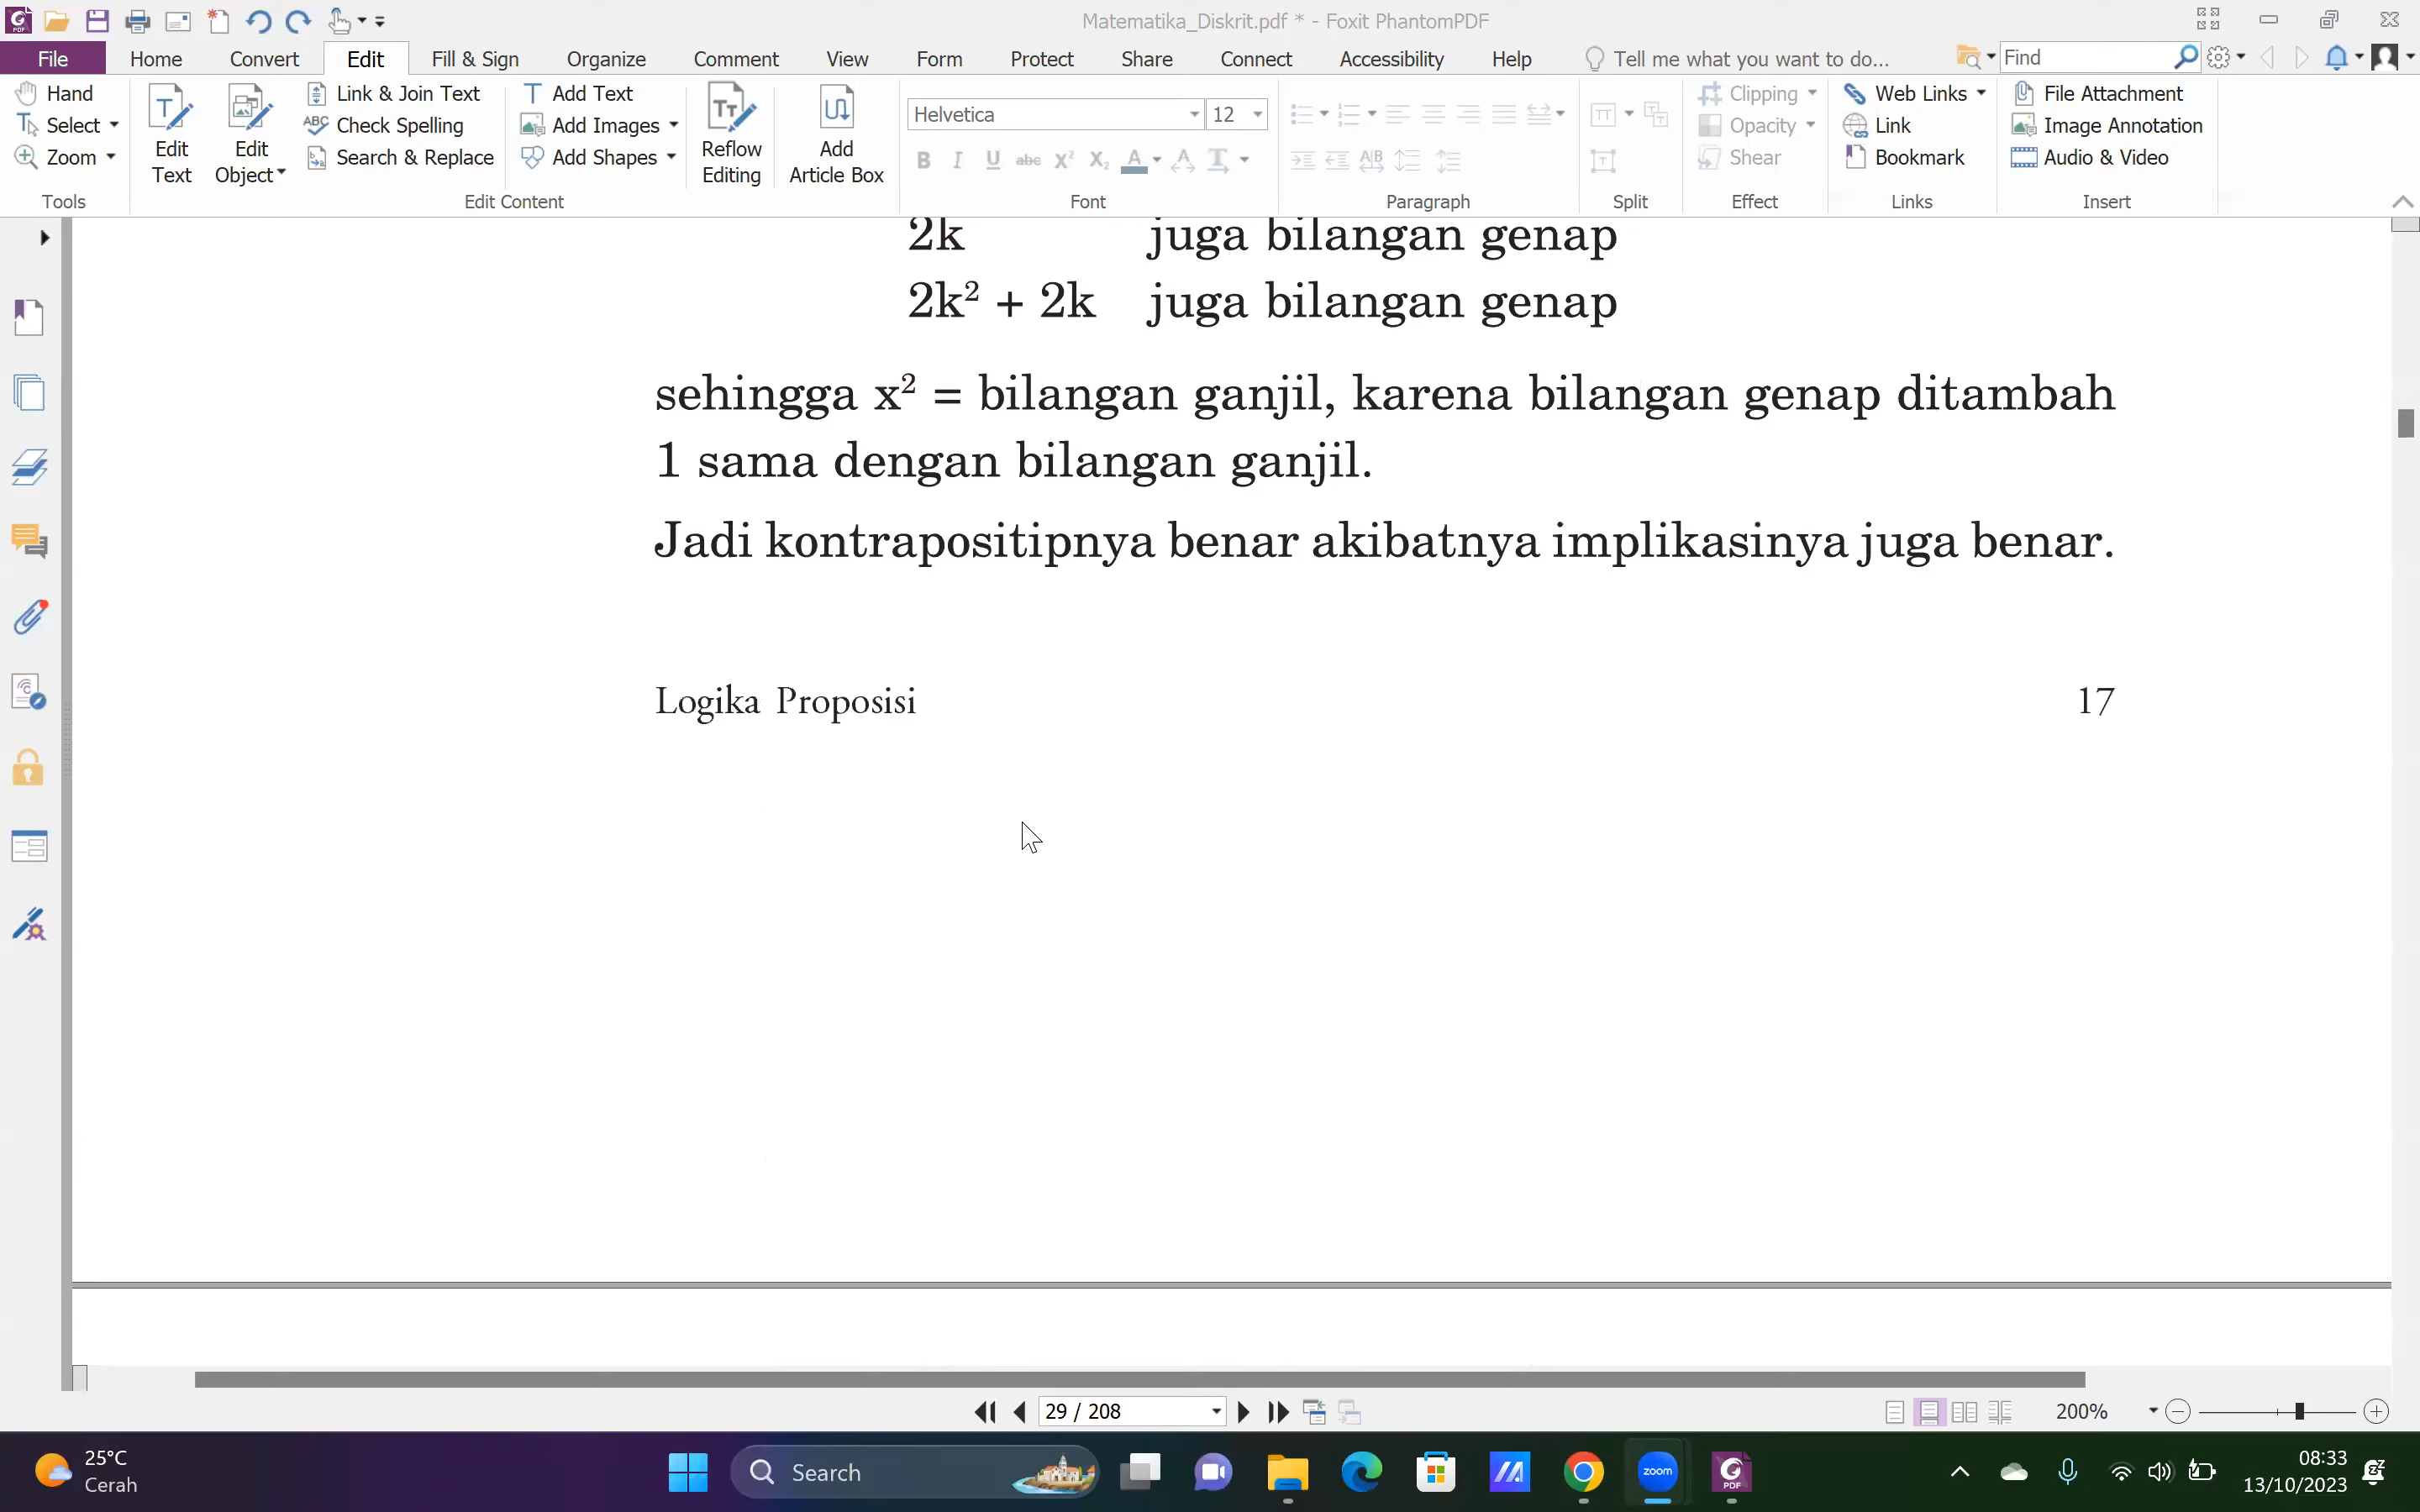 Matematika_Diskrit.pdf * - Foxit PhantomPDF
File Home Convert Edit Fill & Sign Organize Comment View Form Protect Share Connect Accessibility Help Tell me what you want to do... Find
Hand
Select
Zoom
Tools
Edit Text
Edit Object
Link & Join Text
Check Spelling
Search & Replace
Add Text
Add Images
Add Shapes
Edit Content
Reflow Editing
Add Article Box
Helvetica 12
Font
Paragraph
Split
Clipping
Opacity
Shear
Effect
Web Links
Link
Bookmark
Links
File Attachment
Image Annotation
Audio & Video
Insert
2k juga bilangan genap
2k² + 2k juga bilangan genap
sehingga x² = bilangan ganjil, karena bilangan genap ditambah
1 sama dengan bilangan ganjil.
Jadi kontrapositipnya benar akibatnya implikasinya juga benar.
Logika Proposisi 17
29 / 208
200%
25°C
Cerah
Search
zoom
PDF
08:33
13/10/2023